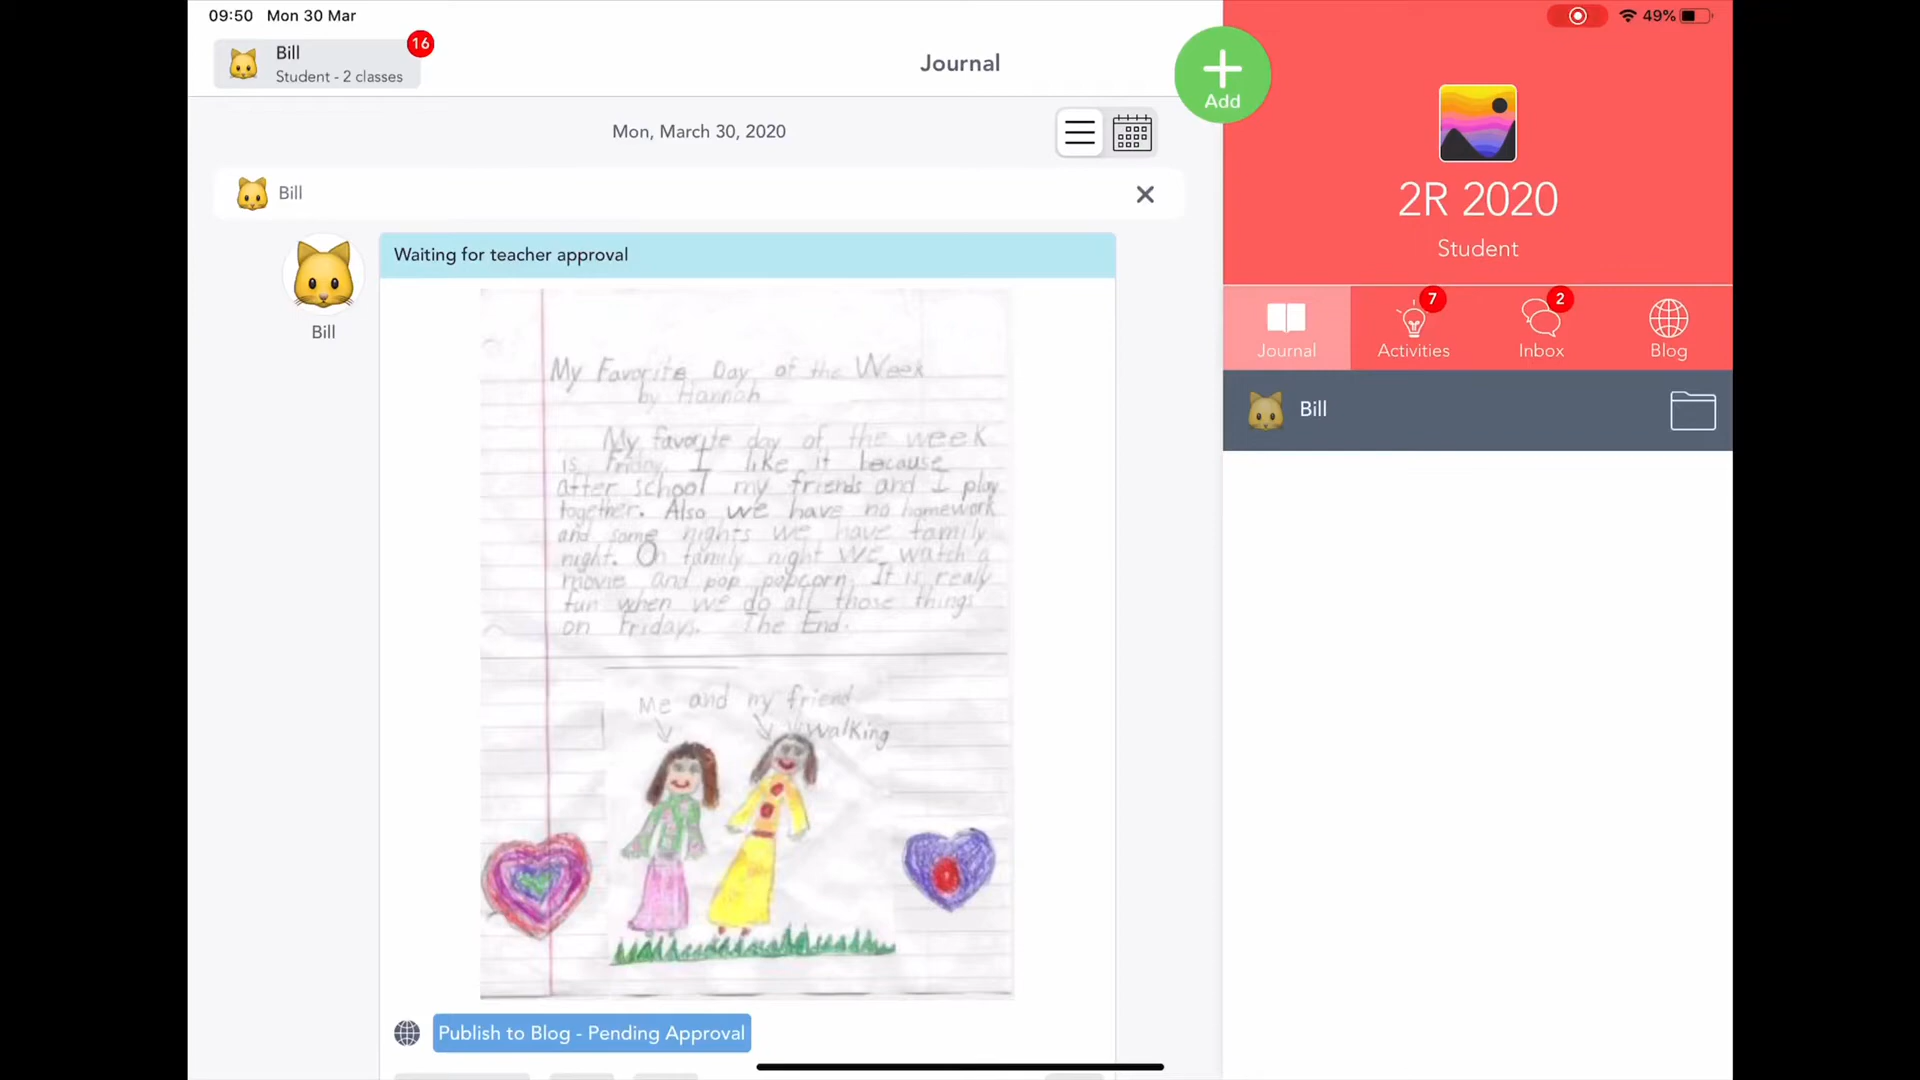 09:50 Mon 30 Mar
49%
Bill
16
Student - 2 classes
Journal
Add
Mon, March 30, 2020
Bill
2R 2020
Student
Journal
7
Activities
2
Inbox
Blog
Bill
Waiting for teacher approval
Bill
My Favorite Day of the Week
by Hannah
My favorite day of the week
is Friday. I like it because
after school my friends and I play
together. Also we have no homework
and some nights we have family
night. On family night we watch a
movie and pop popcorn. It is really
fun when we do all those things
on Fridays. The End.
Me and my friend
walking
Publish to Blog - Pending Approval